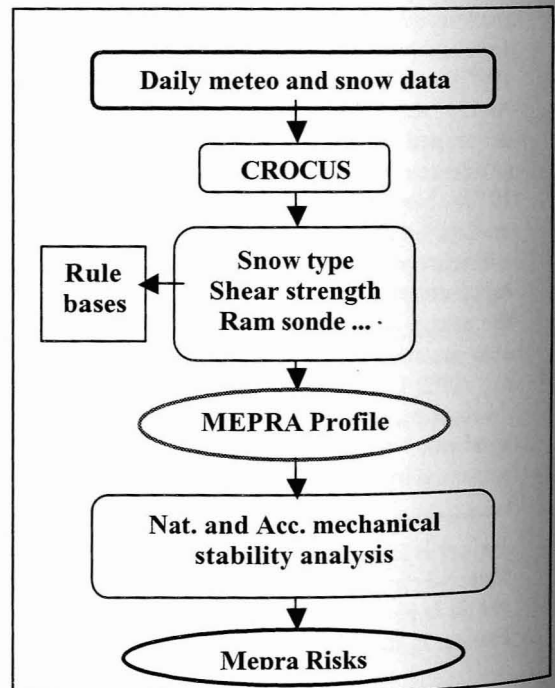 Daily meteo and snow data
CROCUS
Rule
bases
Snow type
Shear strength
Ram sonde ...
MEPRA Profile
Nat. and Acc. mechanical
stability analysis
Mepra Risks